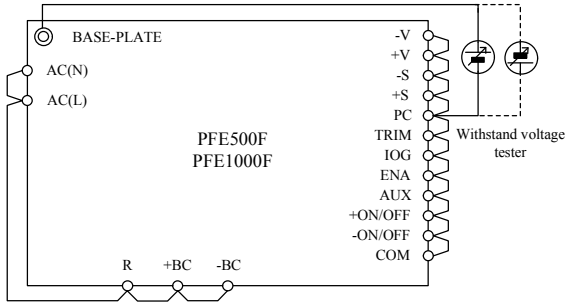 BASE-PLATE
AC(N)
AC(L)
PFE500F
PFE1000F
-V
+V
-S
+S
PC
TRIM
IOG
ENA
AUX
+ON/OFF
-ON/OFF
COM
Withstand voltage
tester
R +BC -BC